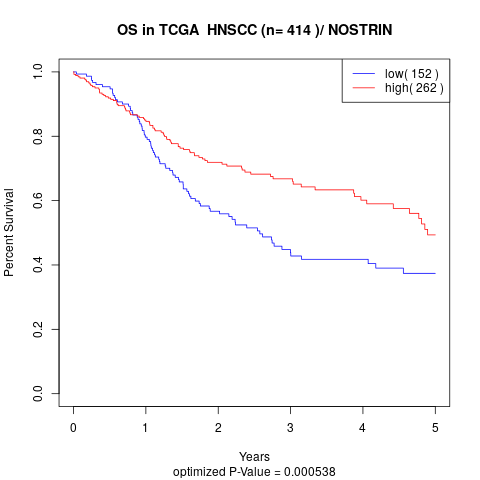 OS in TCGA  HNSCC (n= 414 )/ NOSTRIN
low( 152 )
high( 262 )
Percent Survival
1.0
0.8
0.6
0.4
0.2
0.0
0 1 2 3 4 5
Years
optimized P-Value = 0.000538